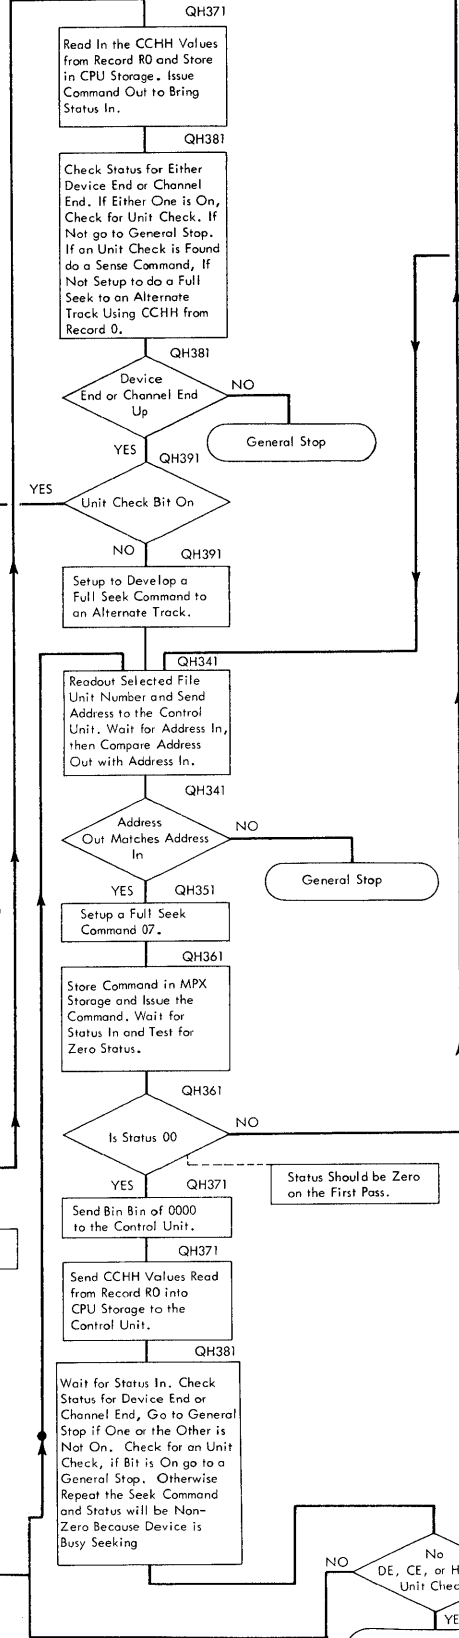 QH371
Read In the CCHH Values
from Record R0 and Store
in CPU Storage. Issue
Command Out to Bring
Status In.
QH381
Check Status for Either
Device End or Channel
End. If Either One is On,
Check for Unit Check. If
Not go to General Stop.
If an Unit Check is Found
do a Sense Command, If
Not Setup to do a Full
Seek to an Alternate
Track Using CCHH from
Record 0.
QH381
Device
End or Channel End
Up
NO
General Stop
YES
QH391
YES
Unit Check Bit On
NO
QH391
Setup to Develop a
Full Seek Command to
an Alternate Track.
QH341
Readout Selected File
Unit Number and Send
Address to the Control
Unit. Wait for Address In,
then Compare Address
Out with Address In.
QH341
Address
Out Matches Address
In
NO
General Stop
YES
QH351
Setup a Full Seek
Command 07.
QH361
Store Command in MPX
Storage and Issue the
Command. Wait for
Status In and Test for
Zero Status.
QH361
Is Status 00
NO
Status Should be Zero
on the First Pass.
YES
QH371
Send Bin Bin of 0000
to the Control Unit.
QH371
Send CCHH Values Read
from Record R0 into
CPU Storage to the
Control Unit.
QH381
Wait for Status In. Check
Status for Device End or
Channel End, Go to General
Stop if One or the Other is
Not On. Check for an Unit
Check, if Bit is On go to a
General Stop. Otherwise
Repeat the Seek Command
and Status will be Non-
Zero Because Device is
Busy Seeking
NO
No
DE, CE, or H
Unit Chec
YE